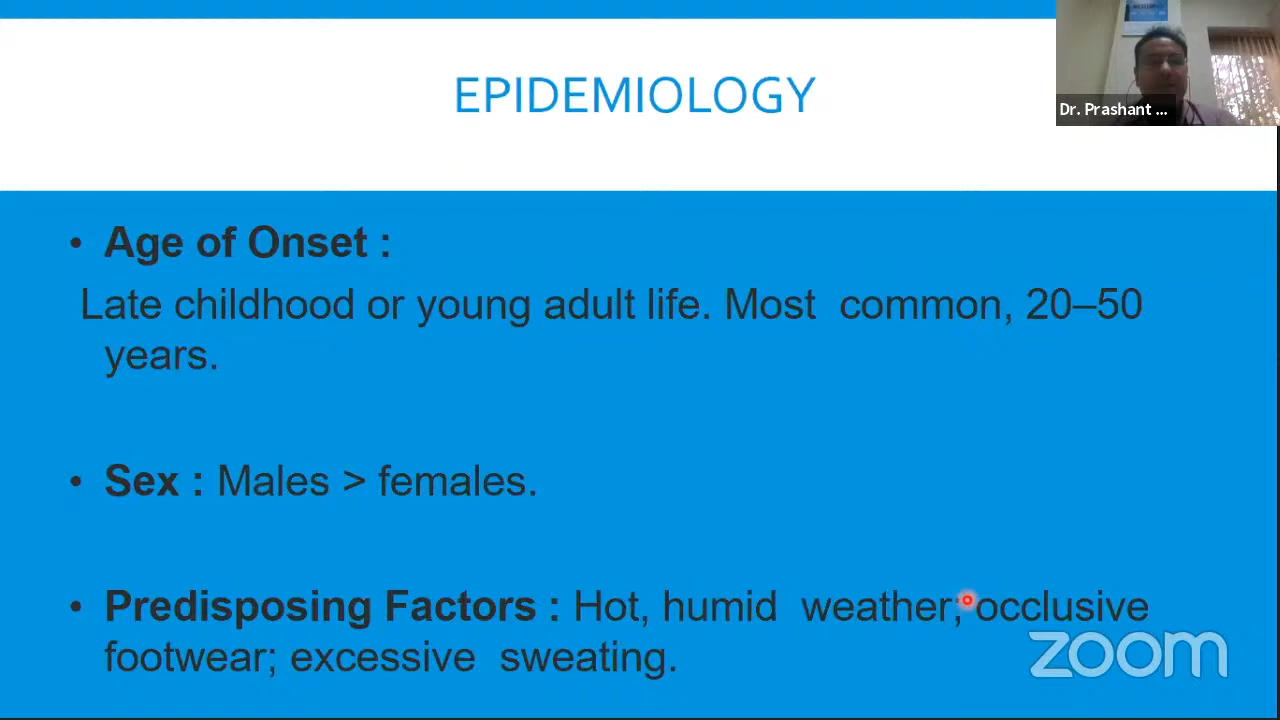 EPIDEMIOLOGY
Dr. Prashant ...
• Age of Onset :
Late childhood or young adult life. Most common, 20–50
years.
• Sex : Males > females.
• Predisposing Factors : Hot, humid weather; occlusive
footwear; excessive sweating.
zoom